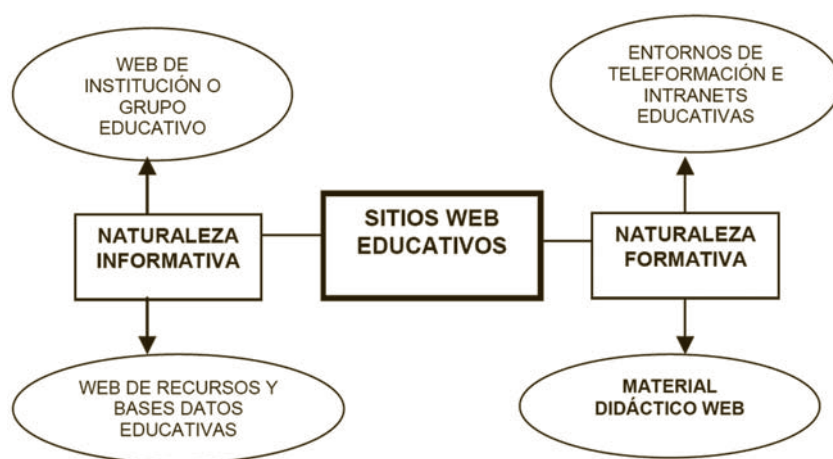 WEB DE
INSTITUCIÓN O
GRUPO
EDUCATIVO
ENTORNOS DE
TELEFORMACIÓN E
INTRANETS
EDUCATIVAS
NATURALEZA
INFORMATIVA
SITIOS WEB
EDUCATIVOS
NATURALEZA
FORMATIVA
WEB DE RECURSOS Y
BASES DATOS
EDUCATIVAS
MATERIAL
DIDÁCTICO WEB